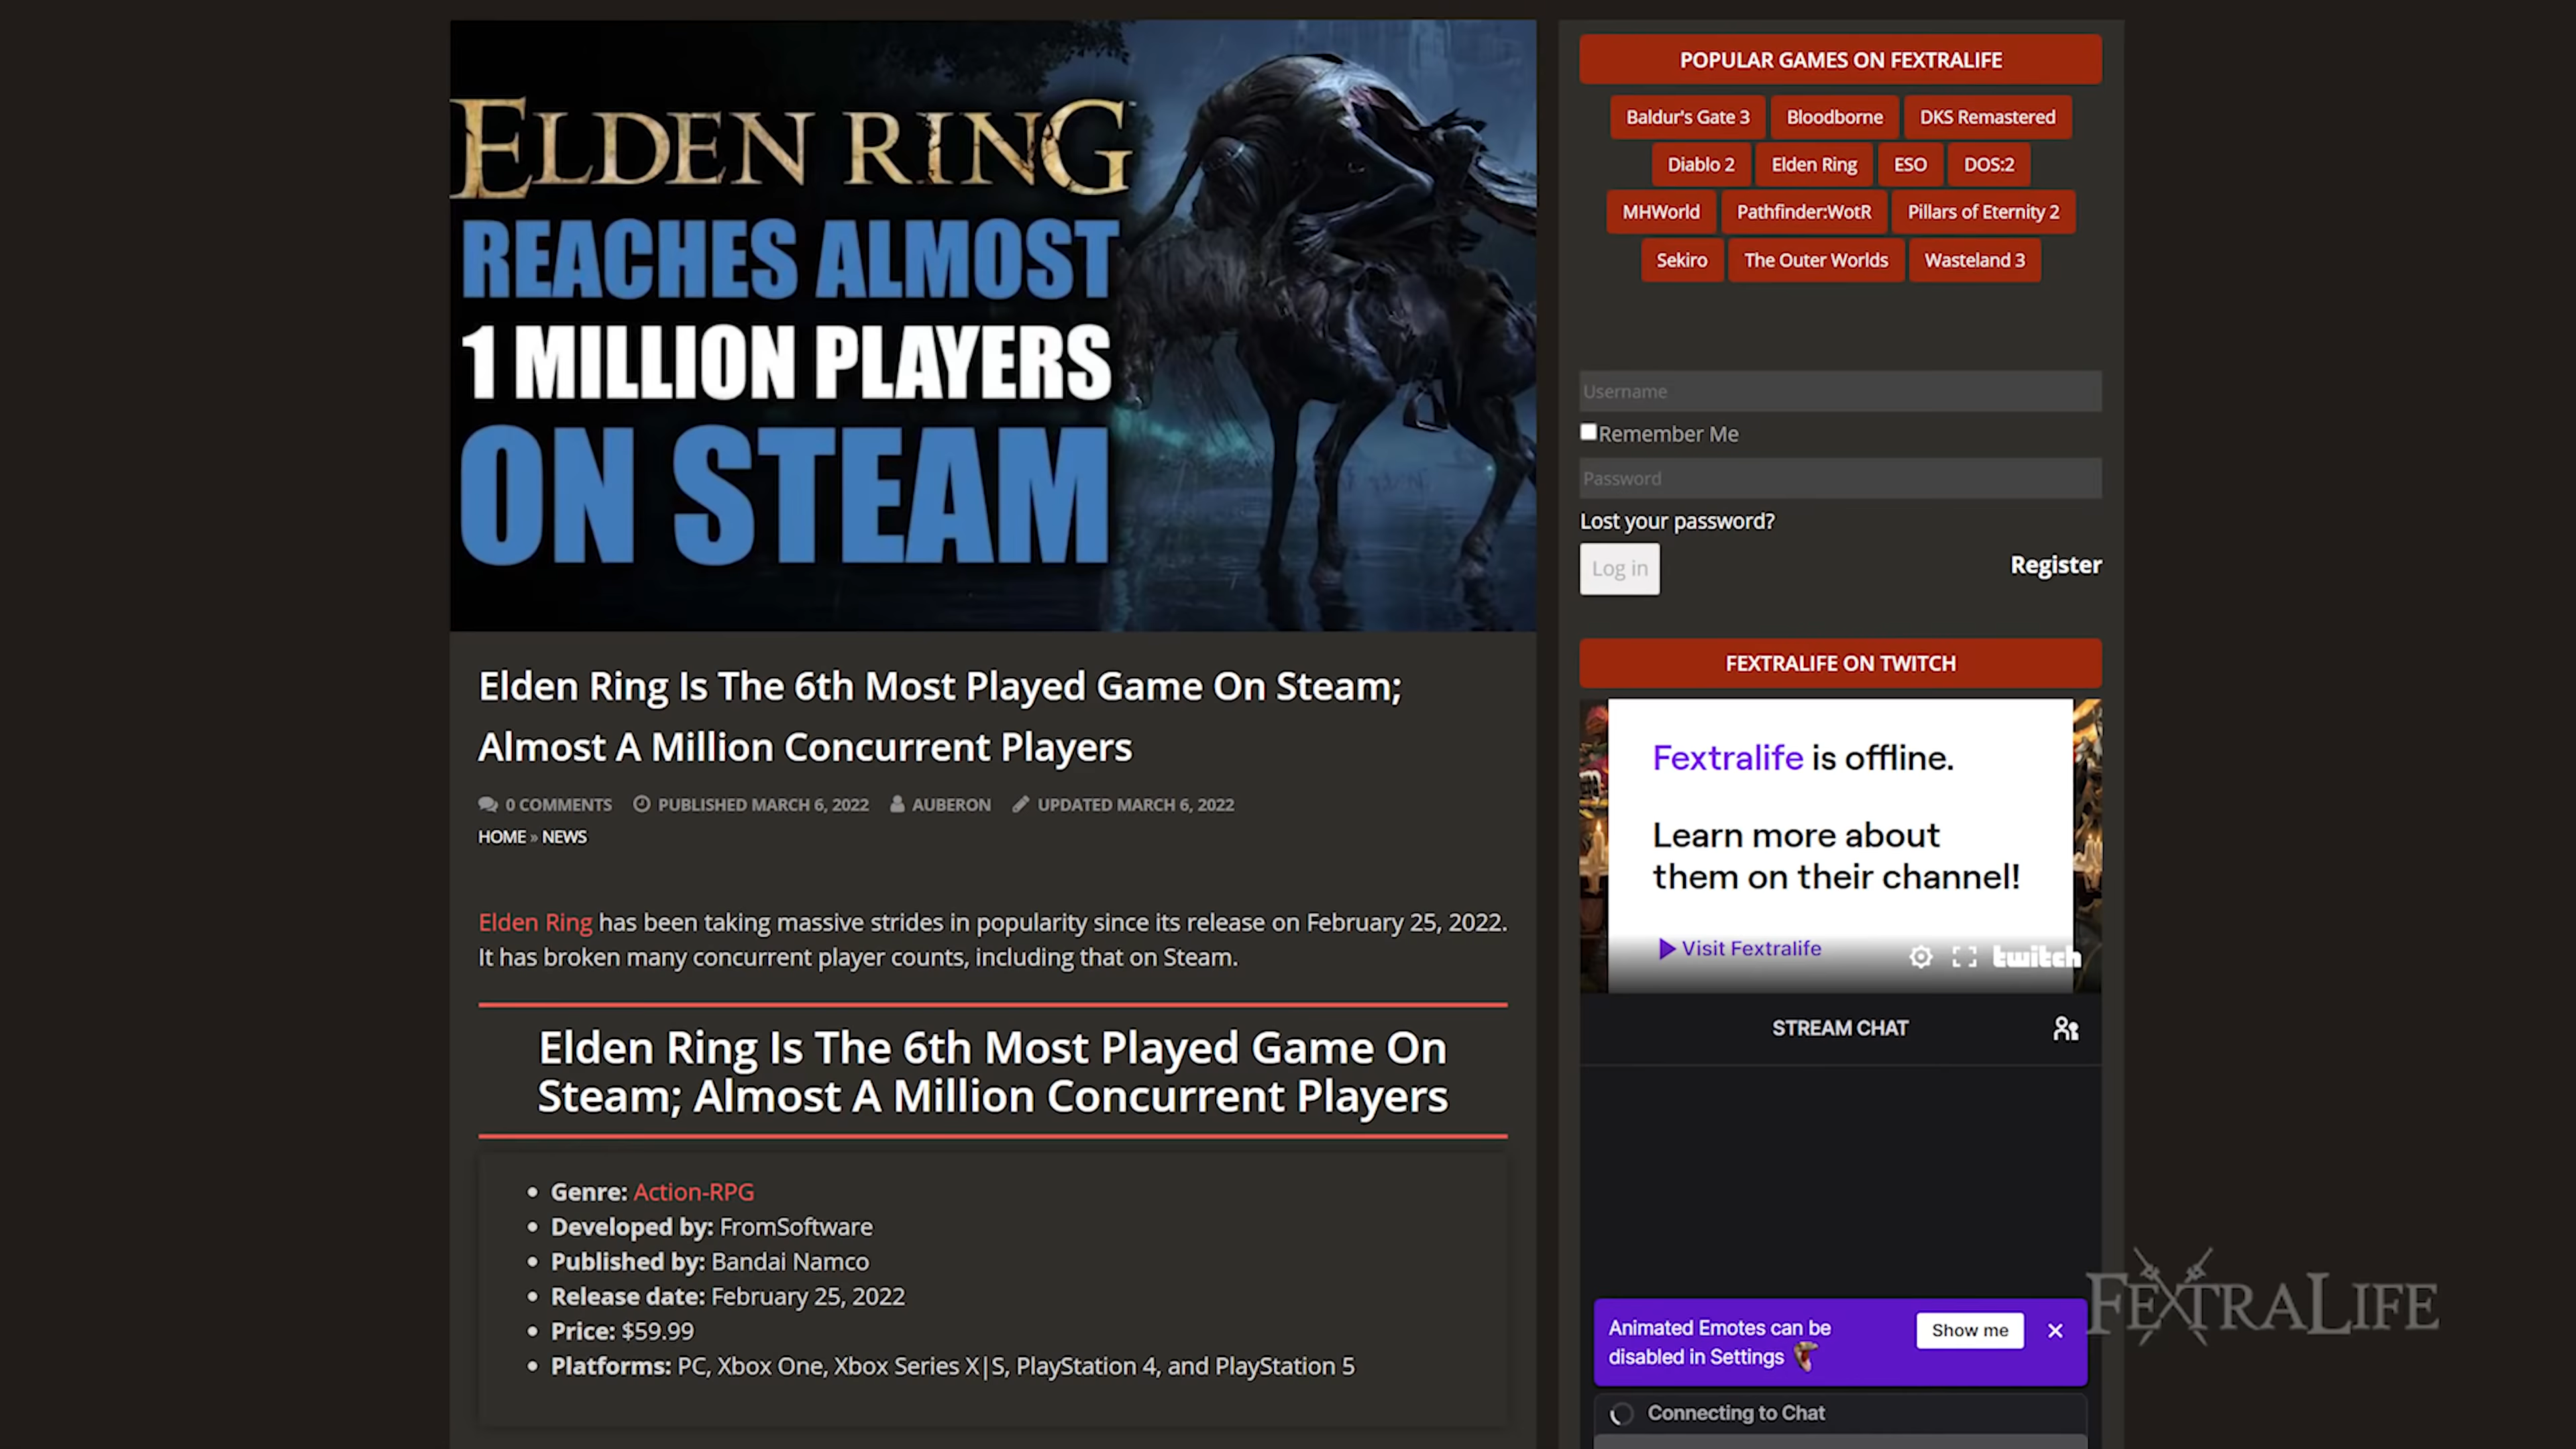 ELDEN RING
REACHES ALMOST
1 MILLION PLAYERS
ON STEAM
Elden Ring Is The 6th Most Played Game On Steam;
Almost A Million Concurrent Players
0 COMMENTS PUBLISHED MARCH 6, 2022 AUBERON UPDATED MARCH 6, 2022
HOME » NEWS
Elden Ring has been taking massive strides in popularity since its release on February 25, 2022.
It has broken many concurrent player counts, including that on Steam.
Elden Ring Is The 6th Most Played Game On
Steam; Almost A Million Concurrent Players
• Genre: Action-RPG
• Developed by: FromSoftware
• Published by: Bandai Namco
• Release date: February 25, 2022
• Price: $59.99
• Platforms: PC, Xbox One, Xbox Series X|S, PlayStation 4, and PlayStation 5
POPULAR GAMES ON FEXTRALIFE
Baldur's Gate 3 Bloodborne DKS Remastered
Diablo 2 Elden Ring ESO DOS:2
MHWorld Pathfinder:WotR Pillars of Eternity 2
Sekiro The Outer Worlds Wasteland 3
Username
Remember Me
Password
Lost your password?
Log in Register
FEXTRALIFE ON TWITCH
Fextralife is offline.
Learn more about
them on their channel!
Visit Fextralife twitch
STREAM CHAT
Animated Emotes can be
disabled in Settings
Show me
Connecting to Chat
FEXTRALIFE